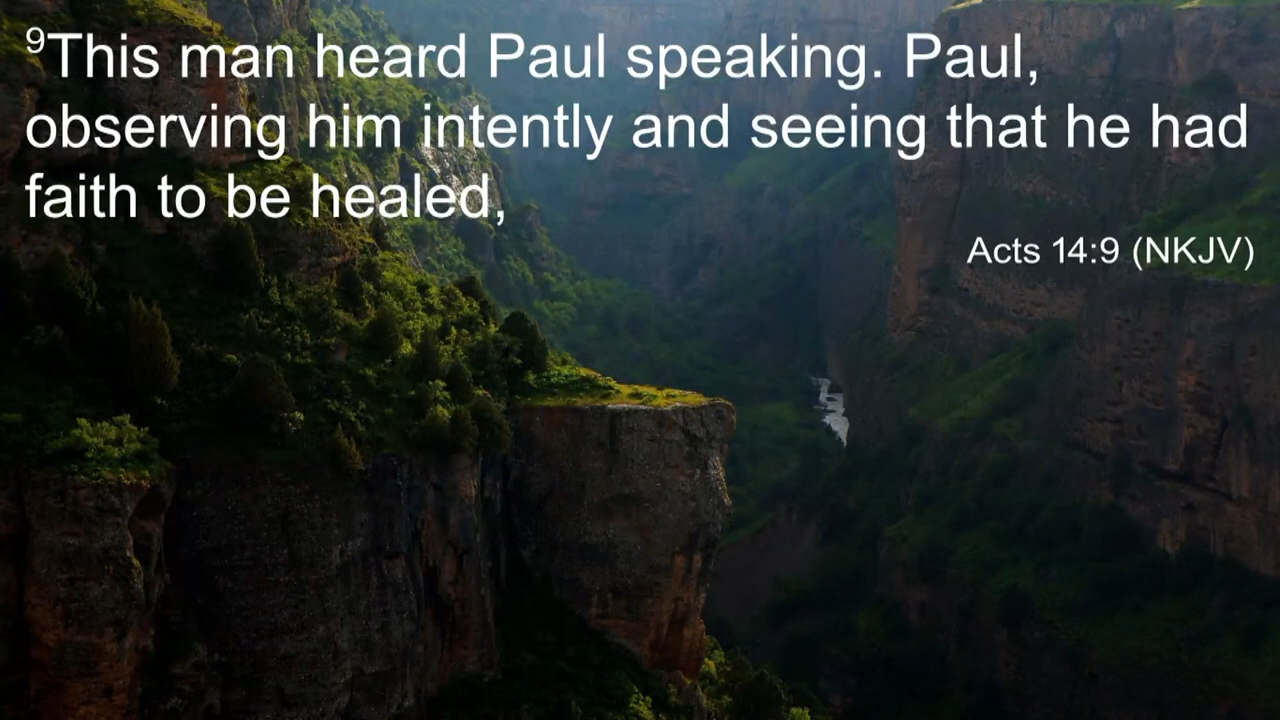 ⁹This man heard Paul speaking. Paul,
observing him intently and seeing that he had
faith to be healed,
Acts 14:9 (NKJV)